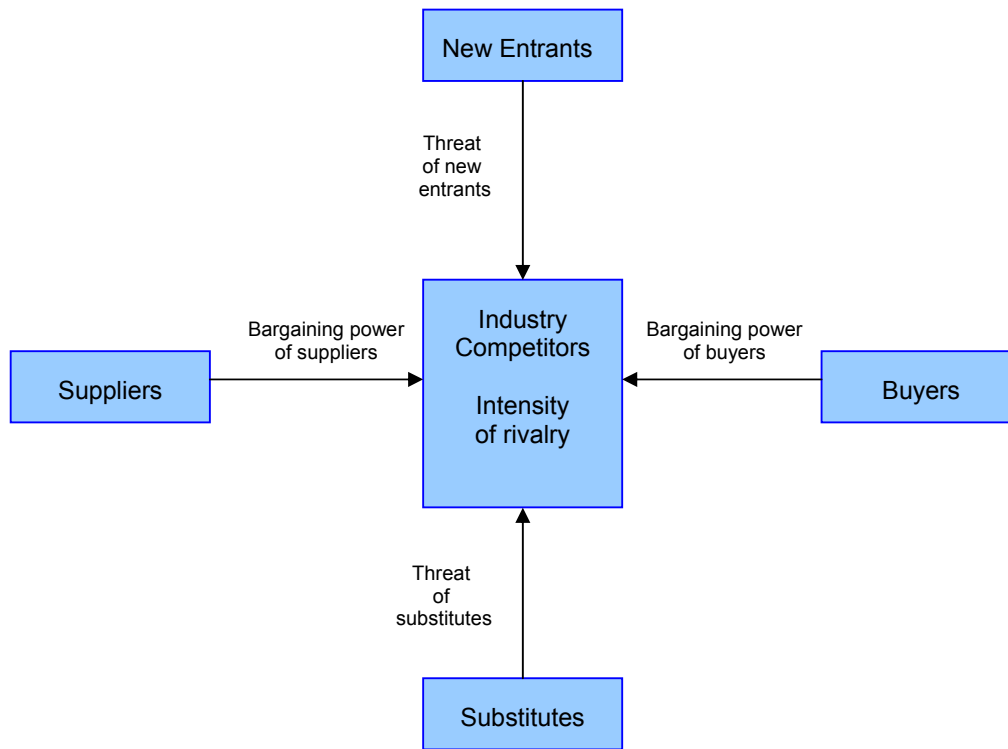 New Entrants
Threat
of new
entrants
Industry
Competitors
Intensity
of rivalry
Bargaining power
of suppliers
Bargaining power
of buyers
Suppliers
Buyers
Threat
of
substitutes
Substitutes